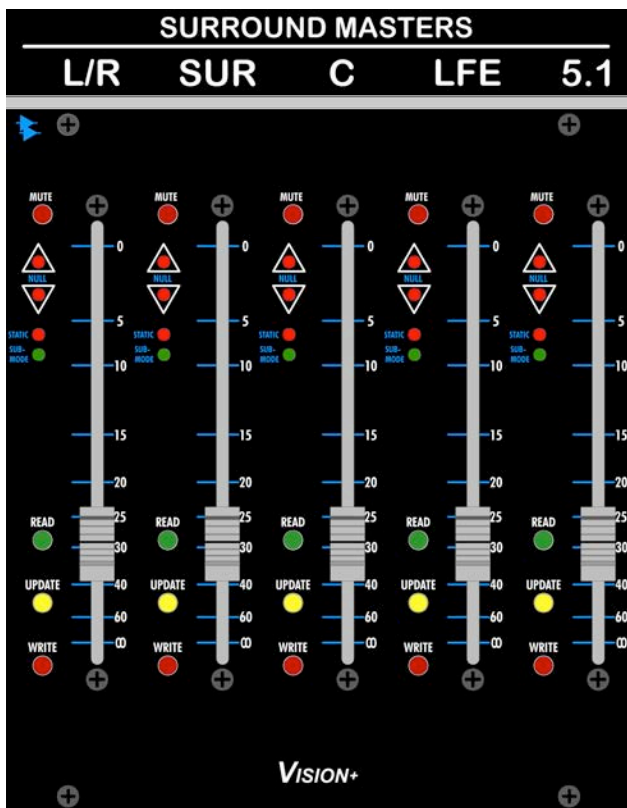 SURROUND MASTERS
L/R SUR C LFE 5.1
MUTE MUTE MUTE MUTE MUTE
0 0 0 0 0
NULL NULL NULL NULL NULL
5 5 5 5 5
STATIC STATIC STATIC STATIC STATIC
SUB- SUB- SUB- SUB- SUB-
MODE MODE MODE MODE MODE
10 10 10 10 10
15 15 15 15 15
20 20 20 20 20
25 25 25 25 25
READ READ READ READ READ
30 30 30 30 30
UPDATE UPDATE UPDATE UPDATE UPDATE
40 40 40 40 40
60 60 60 60 60
WRITE WRITE WRITE WRITE WRITE
∞ ∞ ∞ ∞ ∞
VISION+